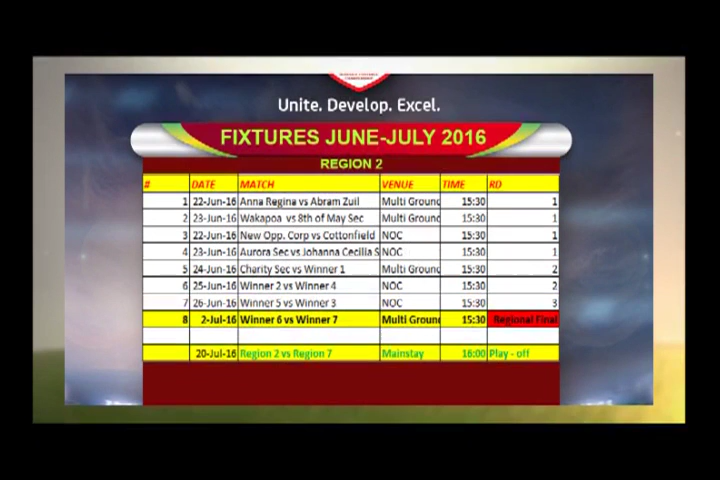 Unite. Develop. Excel.
FIXTURES JUNE-JULY 2016
REGION 2
# DATE MATCH VENUE TIME RD
1 22-Jun-16 Anna Regina vs Abram Zuil Multi Ground 15:30 1
2 23-Jun-16 Wakapoa vs 8th of May Sec Multi Ground 15:30 1
3 22-Jun-16 New Opp. Corp vs Cottonfield NOC 15:30 1
4 23-Jun-16 Aurora Sec vs Johanna Cecilia S NOC 15:30 1
5 24-Jun-16 Charity Sec vs Winner 1 Multi Ground 15:30 2
6 25-Jun-16 Winner 2 vs Winner 4 NOC 15:30 2
7 26-Jun-16 Winner 5 vs Winner 3 NOC 15:30 3
8 2-Jul-16 Winner 6 vs Winner 7 Multi Ground 15:30 Regional Final
20-Jul-16 Region 2 vs Region 7 Mainstay 16:00 Play - off